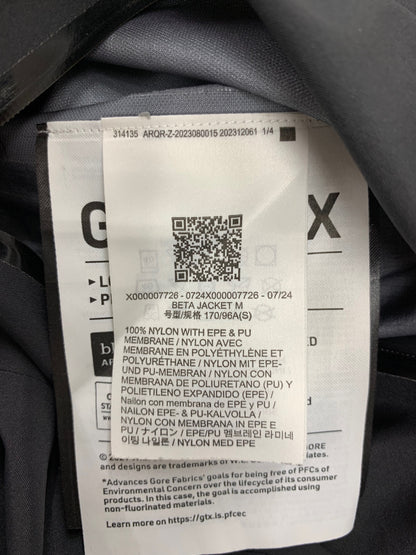 314135 ARQR-Z-2023080015 202312061 1/4
G X
X000007726 - 0724X000007726 - 07/24
BETA JACKET M
号型/规格 170/96A(S)
100% NYLON WITH EPE & PU
MEMBRANE / NYLON AVEC
MEMBRANE EN POLYÉTHYLÈNE ET
POLYURÉTHANE / NYLON MIT EPE-
UND PU-MEMBRAN / NYLON CON
MEMBRANA DE POLIURETANO (PU) Y
POLIETILENO EXPANDIDO (EPE) /
Nailon con membrana de EPE y PU /
NAILON EPE- & PU-KALVOLLA /
NYLON CON MEMBRANA IN EPE E
PU / ナイロン / EPE/PU 멤브레인 라미네
이팅 나일론 / NYLON MED EPE
and designs are trademarks of W. L.
*Advances Gore Fabrics' goals for being free of PFCs of
Environmental Concern over the lifecycle of its consumer
products. In this case, the goal is accomplished using
non-fluorinated materials.
Learn more on https://gtx.is.pfcec